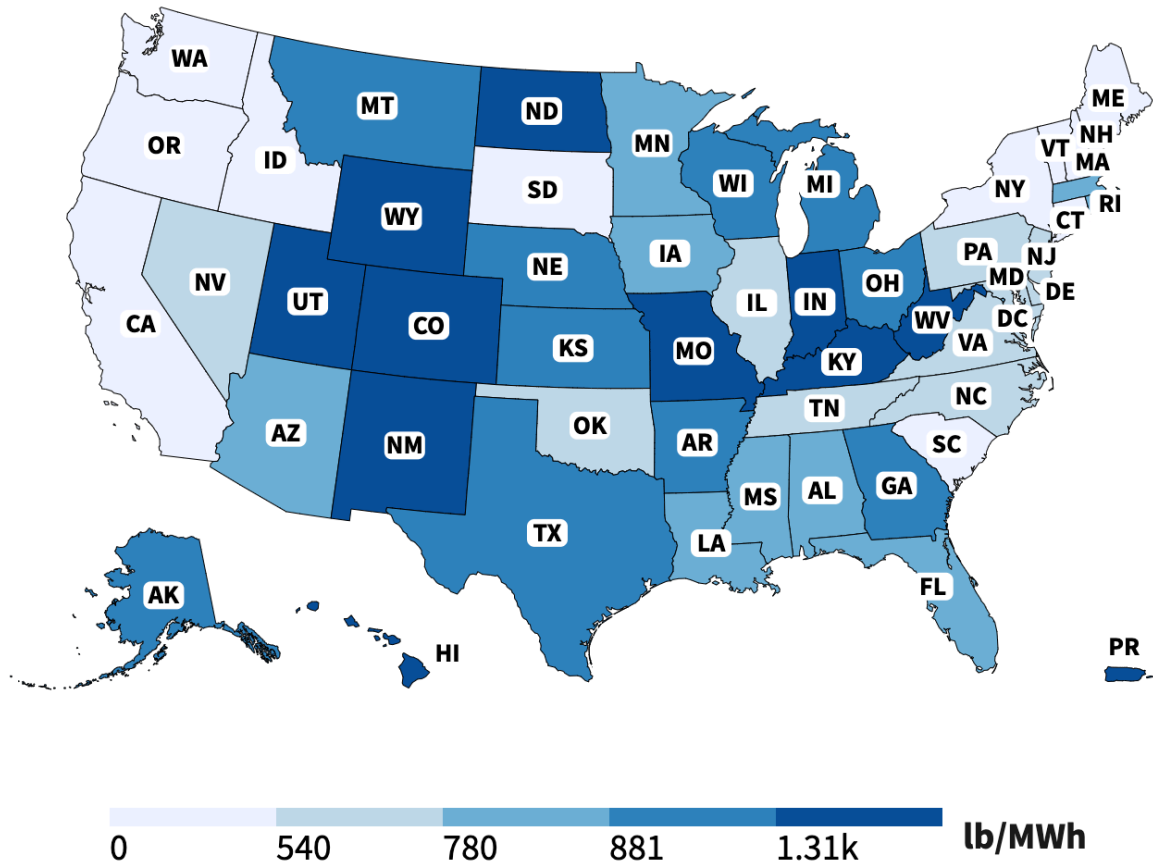 WA
MT
ND
ME
OR
ID
MN
VT
NH
MA
SD
WI
MI
NY
WY
RI
CT
NV
NE
IA
PA
NJ
UT
IL
IN
OH
MD
DE
CA
CO
KS
MO
KY
WV
DC
VA
AZ
NM
OK
AR
TN
NC
SC
TX
LA
MS
AL
GA
FL
AK
HI
PR
0 540 780 881 1.31k lb/MWh